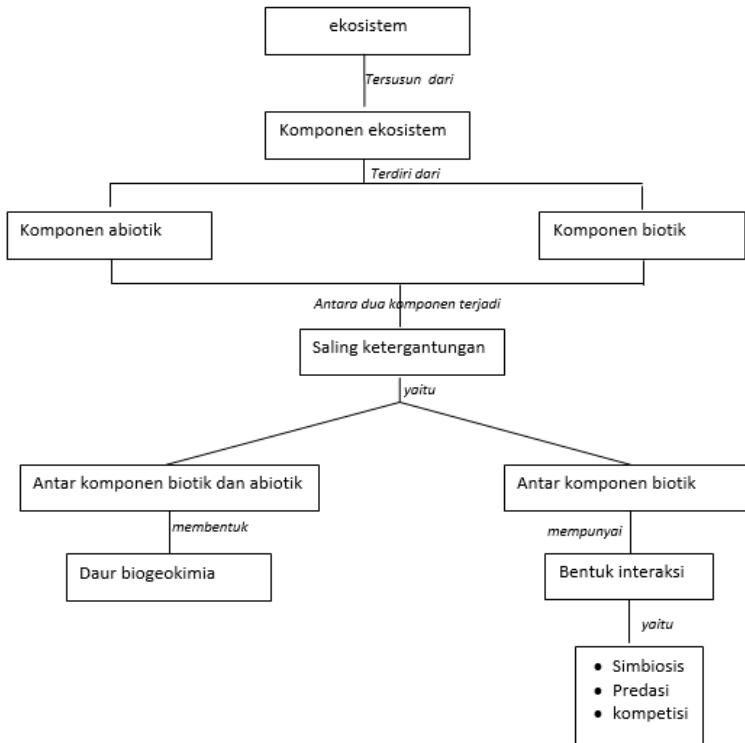 ekosistem
Tersusun dari
Komponen ekosistem
Terdiri dari
Komponen abiotik
Komponen biotik
Antara dua komponen terjadi
Saling ketergantungan
yaitu
Antar komponen biotik dan abiotik
Antar komponen biotik
membentuk
mempunyai
Daur biogeokimia
Bentuk interaksi
yaitu
• Simbiosis
• Predasi
• kompetisi